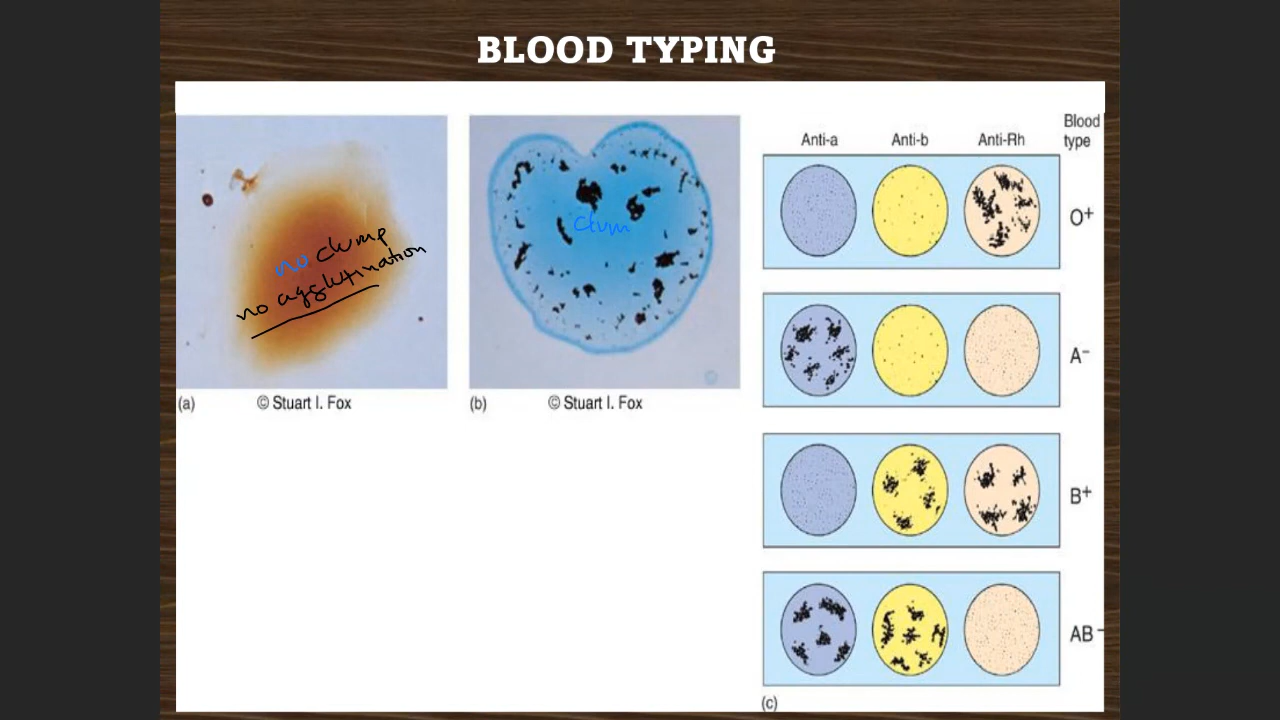 BLOOD TYPING
no clump
no agglutination
(a)
© Stuart I. Fox
Clum
(b)
© Stuart I. Fox
Anti-a Anti-b Anti-Rh Blood type
O+
A−
B+
AB−
(c)